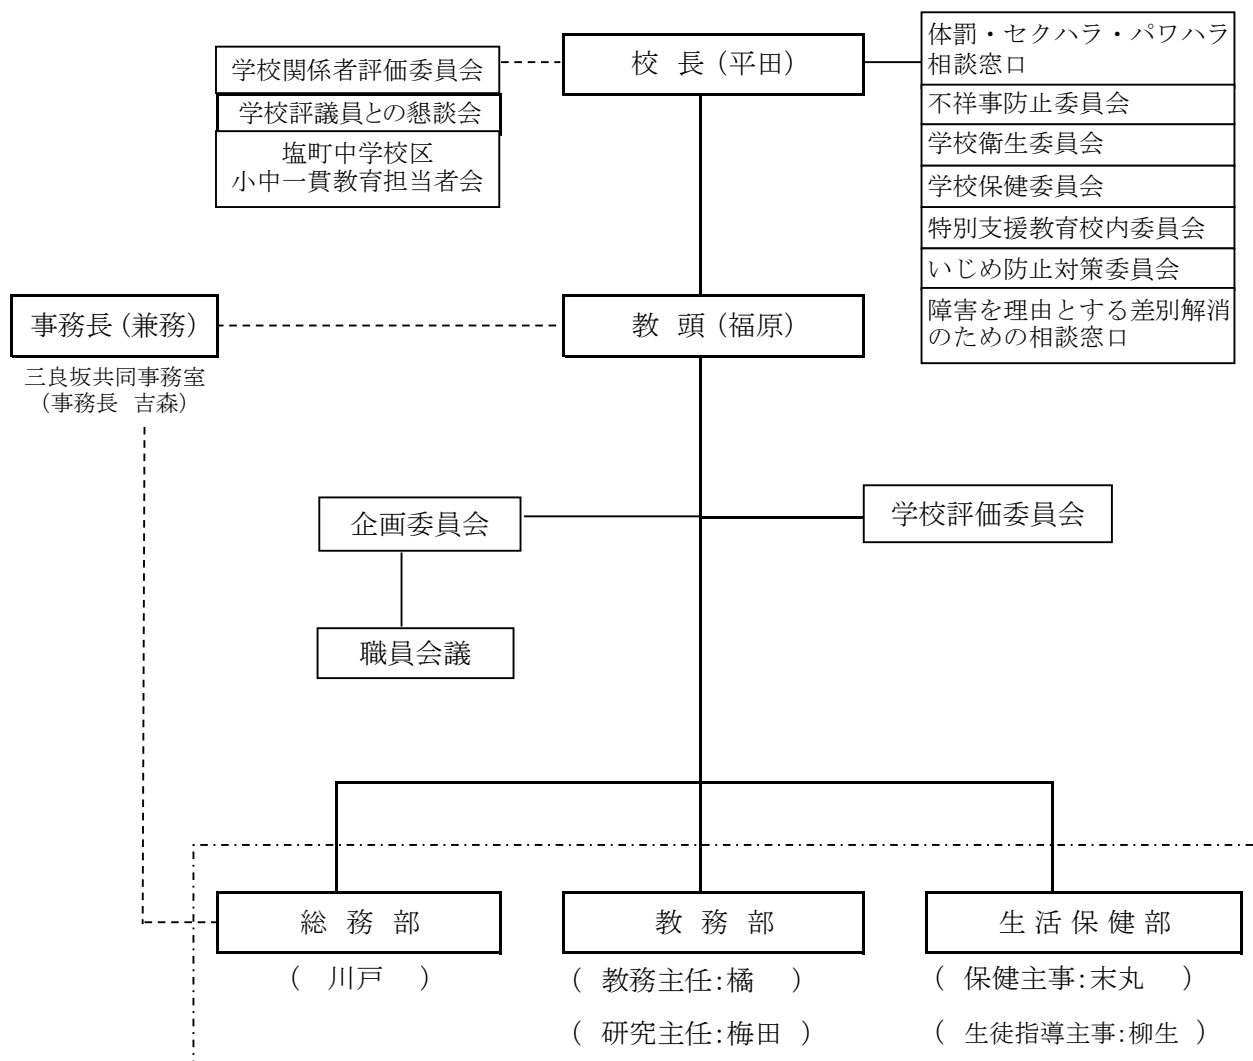 学校関係者評価委員会
学校評議員との懇談会
塩町中学校区
小中一貫教育担当者会
校 長（平田）
体罰・セクハラ・パワハラ
相談窓口
不祥事防止委員会
学校衛生委員会
学校保健委員会
特別支援教育校内委員会
いじめ防止対策委員会
障害を理由とする差別解消
のための相談窓口
事務長（兼務）
三良坂共同事務室
（事務長 吉森）
教 頭（福原）
企画委員会
学校評価委員会
職員会議
総 務 部
（ 川戸 ）
教 務 部
（ 教務主任：橘 ）
（ 研究主任：梅田 ）
生 活 保 健 部
（ 保健主事：末丸 ）
（ 生徒指導主事：柳生 ）